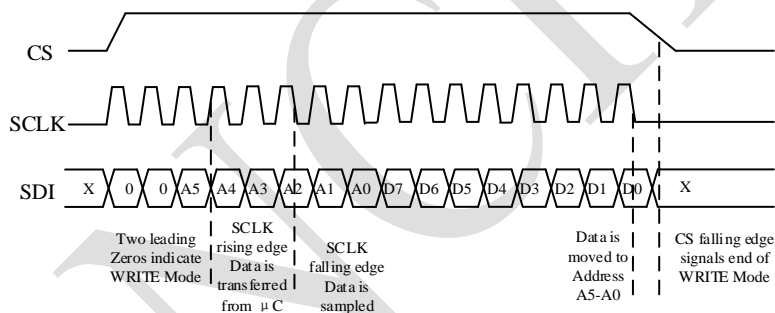 CS
SCLK
SDI X 0 0 A5 A4 A3 A2 A1 A0 D7 D6 D5 D4 D3 D2 D1 D0 X
Two leading
Zeros indicate
WRITE Mode
SCLK
rising edge
Data is
transferred
from μC
SCLK
falling edge
Data is
sampled
Data is
moved to
Address
A5-A0
CS falling edge
signals end of
WRITE Mode